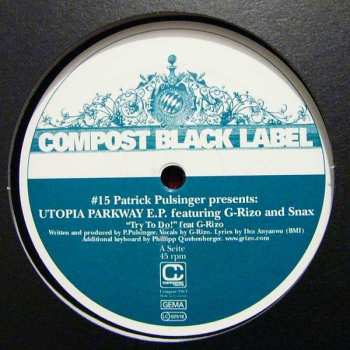 COMPOST BLACK LABEL
#15 Patrick Pulsinger presents:
UTOPIA PARKWAY E.P. featuring G-Rizo and Snax
"Try To Do!" feat G-Rizo
Written and produced by P.Pulsinger. Vocals by G-Rizo. Lyrics by Ihu Anyanwu (BMI)
Additional keyboard by Phillipp Quehenberger. www.grizo.com
A Seite
45 rpm
GEMA